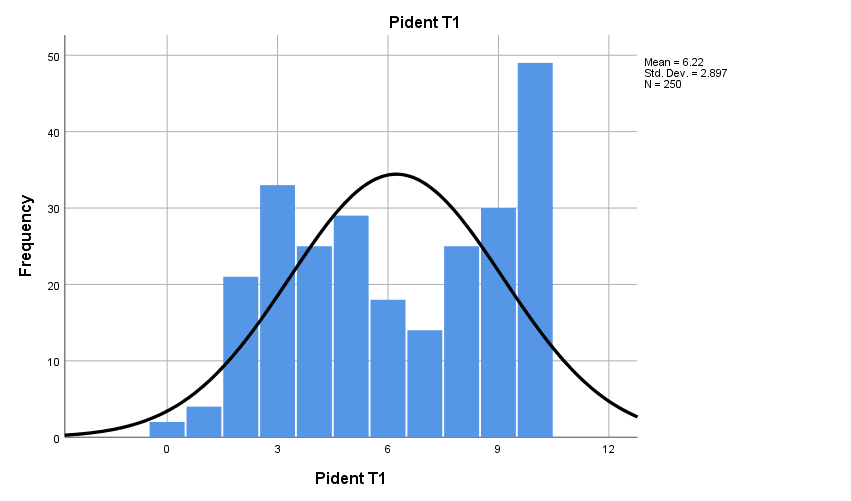 Pident T1
Mean = 6.22
Std. Dev. = 2.897
N = 250
50
40
30
20
10
0
Frequency
0 3 6 9 12
Pident T1